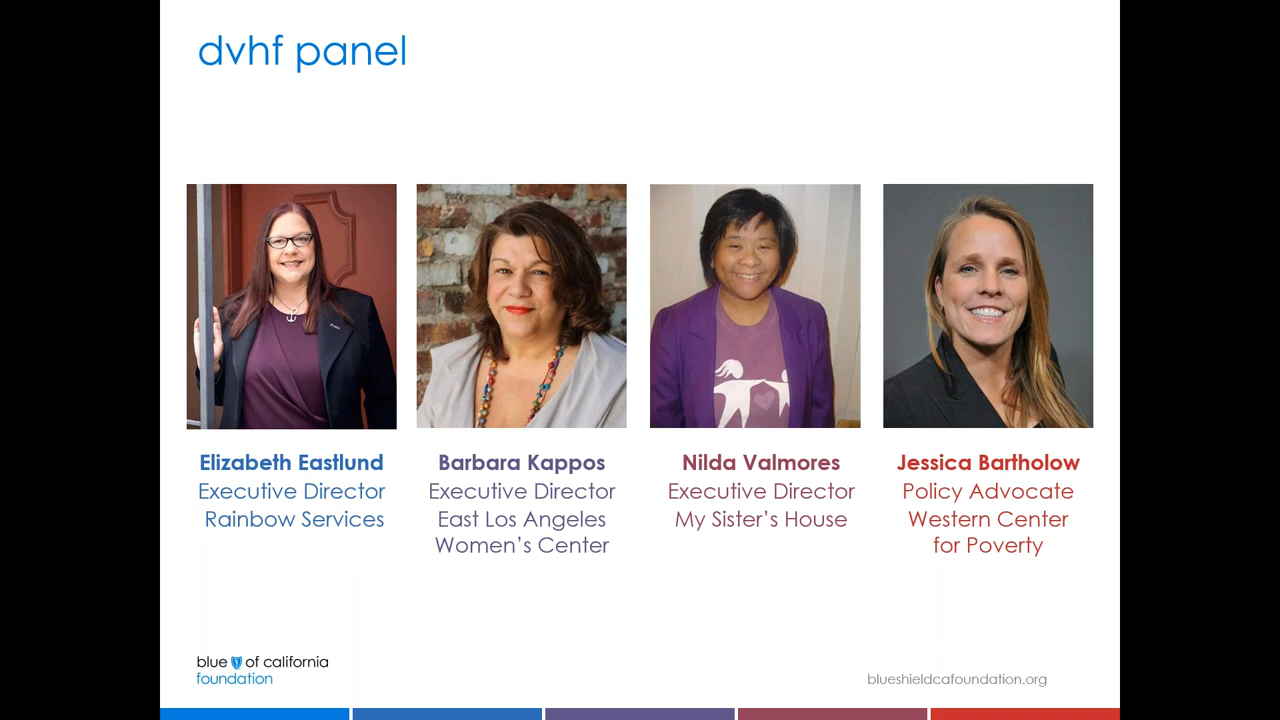 dvhf panel
Elizabeth Eastlund
Executive Director
Rainbow Services
Barbara Kappos
Executive Director
East Los Angeles
Women's Center
Nilda Valmores
Executive Director
My Sister's House
Jessica Bartholow
Policy Advocate
Western Center
for Poverty
blue of california
foundation
blueshieldcafoundation.org